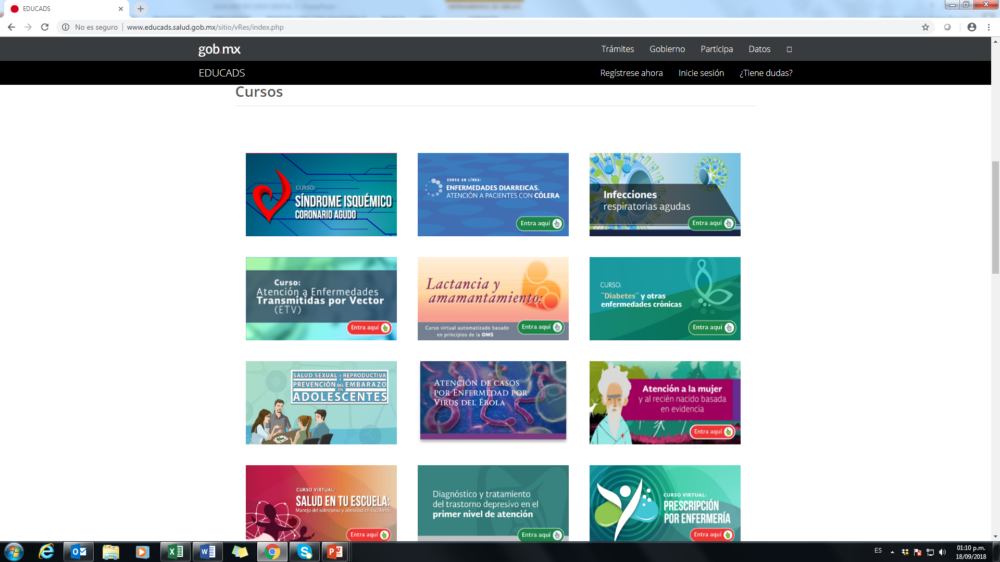 EDUCADS
No es seguro
www.educads.salud.gob.mx/sitio/vRes/index.php
gob.mx
Trámites
Gobierno
Participa
Datos
EDUCADS
Regístrese ahora
Inicie sesión
¿Tiene dudas?
Cursos
CURSO:
SÍNDROME ISQUÉMICO
CORONARIO AGUDO
CURSO EN LÍNEA:
ENFERMEDADES DIARREICAS.
ATENCIÓN A PACIENTES CON CÓLERA
Entra aquí
Infecciones
respiratorias agudas
Entra aquí
Curso:
Atención a Enfermedades
Transmitidas por Vector
(ETV)
Entra aquí
Lactancia y
amamantamiento:
Curso virtual automatizado basado
en principios de la OMS
Entra aquí
CURSO:
¨Diabetes¨ y otras
enfermedades crónicas
Entra aquí
SALUD SEXUAL Y REPRODUCTIVA
Y
PREVENCIÓN DEL EMBARAZO
EN
ADOLESCENTES
ATENCIÓN DE CASOS
POR ENFERMEDAD POR
VIRUS DEL ÉBOLA
Atención a la mujer
y al recién nacido basada
en evidencia
Entra aquí
CURSO VIRTUAL:
SALUD EN TU ESCUELA:
Manejo del sobrepeso y obesidad en escolares
Entra aquí
Diagnóstico y tratamiento
del trastorno depresivo en el
primer nivel de atención
Entra aquí
CURSO VIRTUAL:
PRESCRIPCIÓN
POR ENFERMERÍA
Entra aquí
ES
01:10 p.m.
18/09/2018